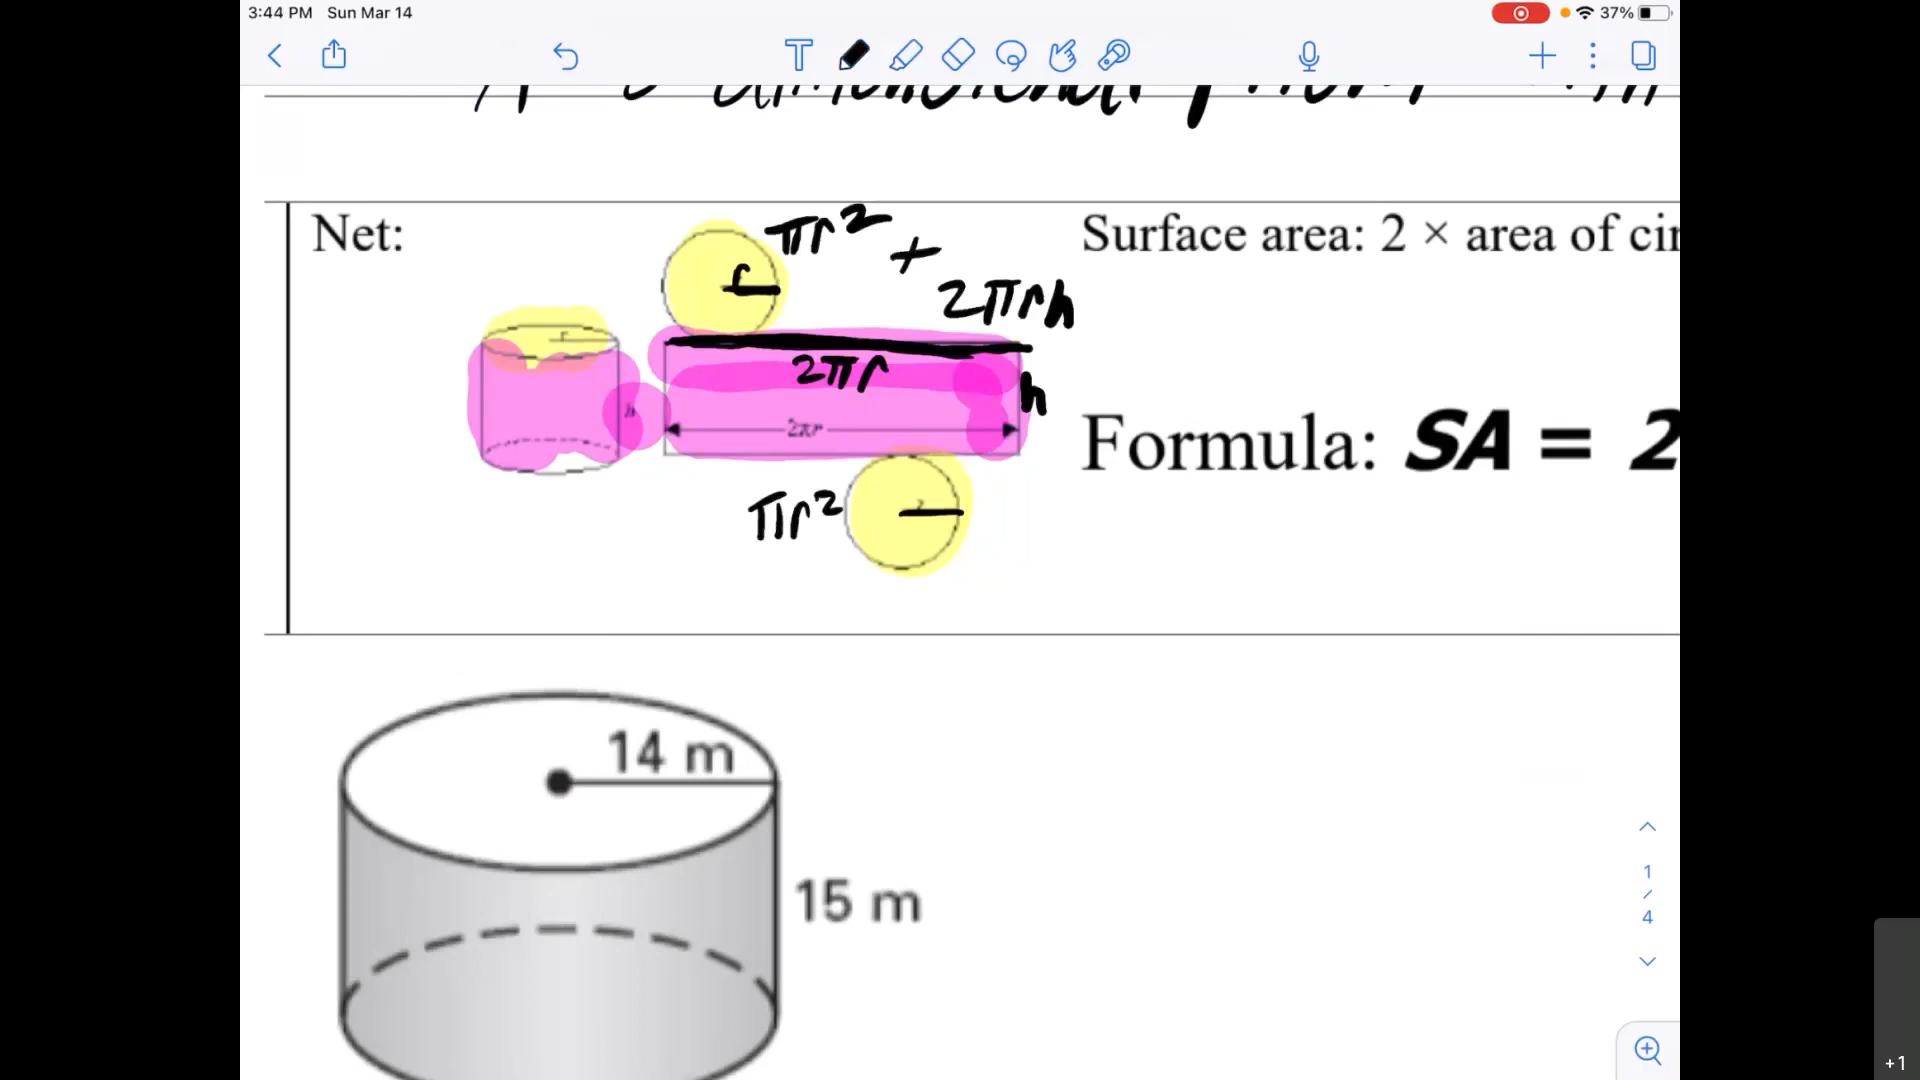 3:44 PM Sun Mar 14
37%
πr² +
Net:
Surface area: 2 × area of cir
r
2πrh
r
2πr
h
h
2πr
Formula: SA = 2
πr²
14 m
15 m
1
/
4
+1